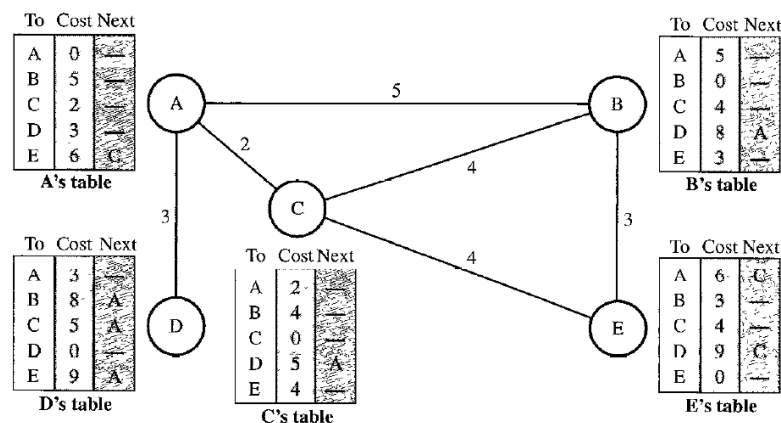 To Cost Next
A 0 —
B 5 —
C 2 —
D 3 —
E 6 C
A's table
To Cost Next
A 5 —
B 0 —
C 4 —
D 8 A
E 3 —
B's table
A
5
B
2
4
C
3
3
4
D
E
To Cost Next
A 3 —
B 8 A
C 5 A
D 0 —
E 9 A
D's table
To Cost Next
A 2 —
B 4 —
C 0 —
D 5 A
E 4 —
C's table
To Cost Next
A 6 C
B 3 —
C 4 —
D 9 C
E 0 —
E's table